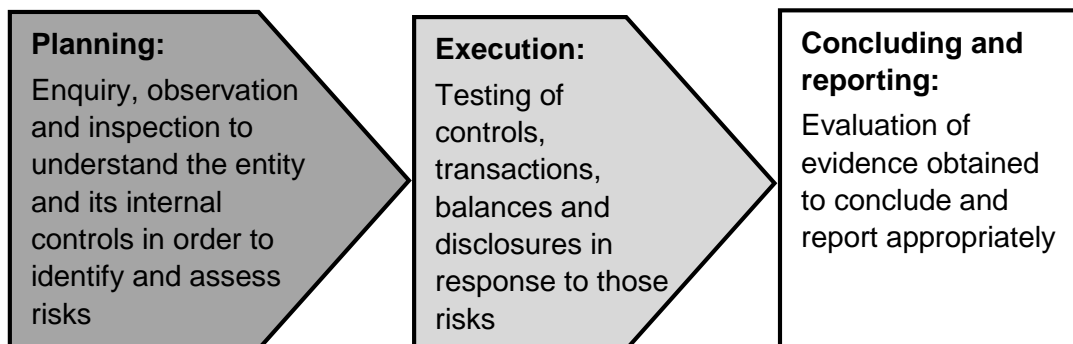 Planning:
Enquiry, observation
and inspection to
understand the entity
and its internal
controls in order to
identify and assess
risks
Execution:
Testing of
controls,
transactions,
balances and
disclosures in
response to those
risks
Concluding and
reporting:
Evaluation of
evidence obtained
to conclude and
report appropriately